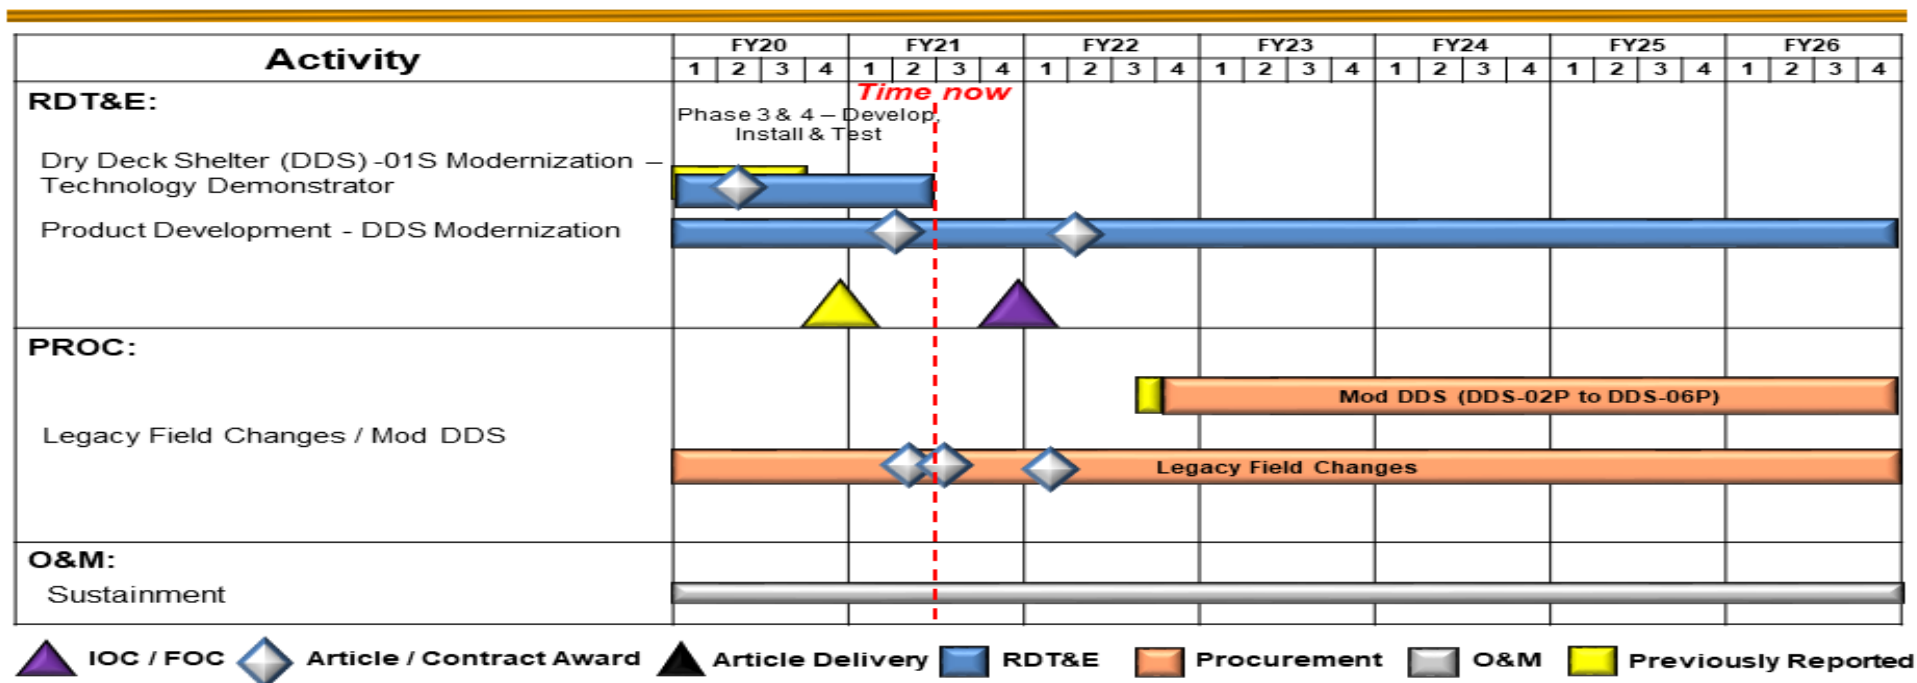 Activity
FY20 FY21 FY22 FY23 FY24 FY25 FY26
1 2 3 4 1 2 3 4 1 2 3 4 1 2 3 4 1 2 3 4 1 2 3 4 1 2 3 4
RDT&E:
Time now
Phase 3 & 4 – Develop,
Install & Test
Dry Deck Shelter (DDS) -01S Modernization –
Technology Demonstrator
Product Development - DDS Modernization
PROC:
Mod DDS (DDS-02P to DDS-06P)
Legacy Field Changes / Mod DDS
Legacy Field Changes
O&M:
Sustainment
IOC / FOC Article / Contract Award Article Delivery RDT&E Procurement O&M Previously Reported